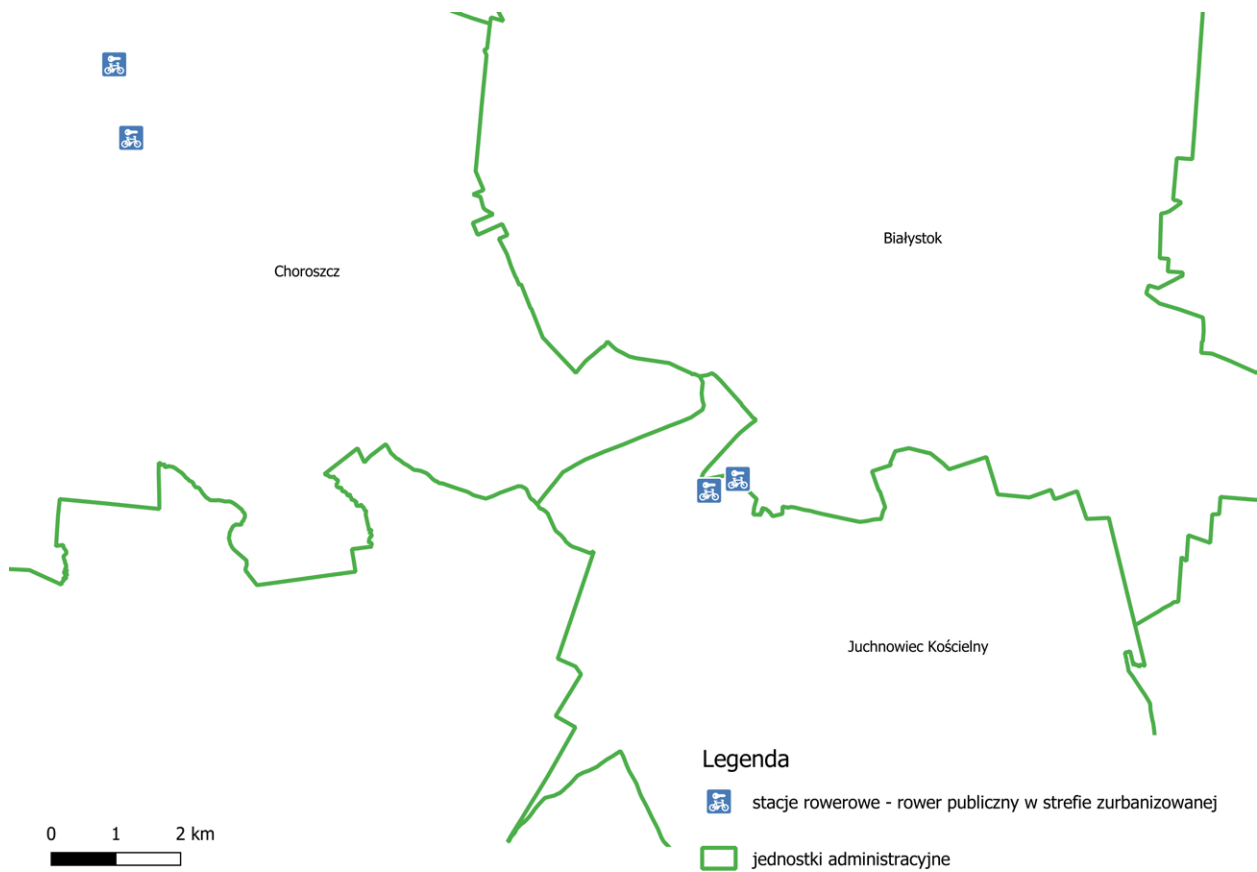 Białystok
Choroszcz
Juchnowiec Kościelny
Legenda
stacje rowerowe - rower publiczny w strefie zurbanizowanej
0 1 2 km
jednostki administracyjne